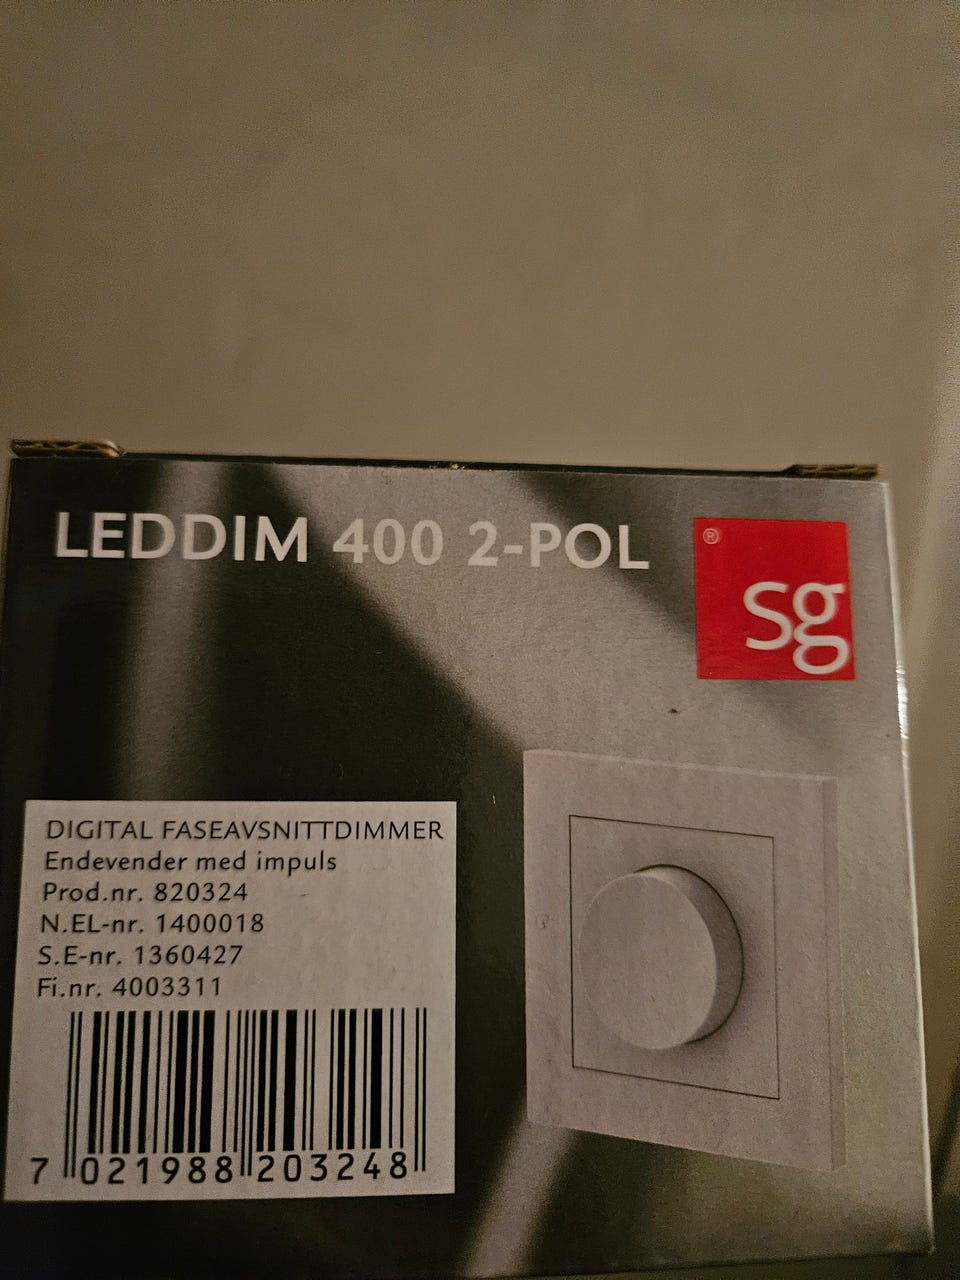 LEDDIM 400 2-POL
® sg
DIGITAL FASEAVSNITTDIMMER
Endevender med impuls
Prod.nr. 820324
N.EL-nr. 1400018
S.E-nr. 1360427
Fi.nr. 4003311
7 021988 203248